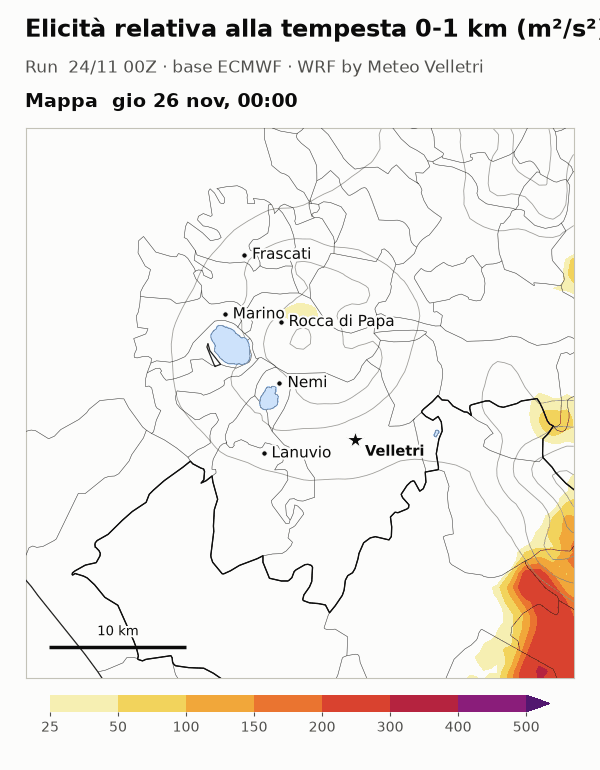 Elicità relativa alla tempesta 0-1 km (m²/s²)
Run  24/11 00Z · base ECMWF · WRF by Meteo Velletri
Mappa  gio 26 nov, 00:00
Frascati
Marino
Rocca di Papa
Nemi
Velletri
Lanuvio
10 km
25 50 100 150 200 300 400 500